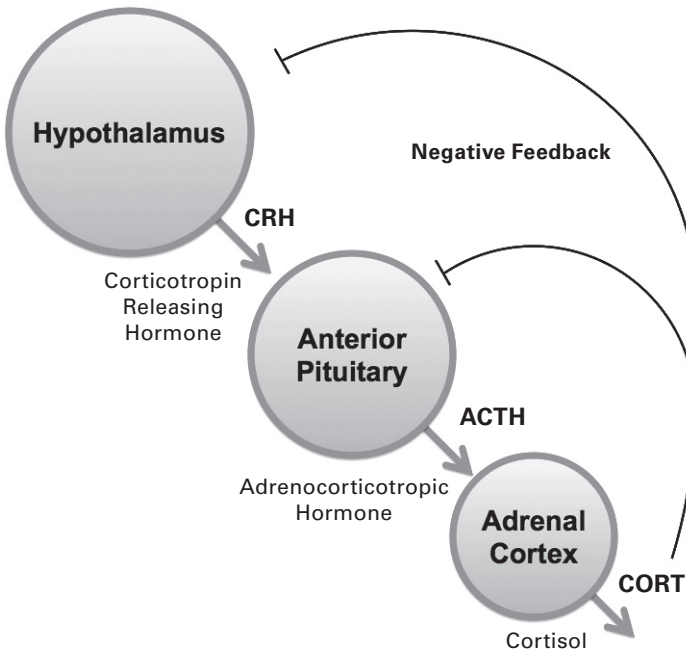 Hypothalamus
Negative Feedback
CRH
Corticotropin
Releasing
Hormone
Anterior
Pituitary
ACTH
Adrenocorticotropic
Hormone
Adrenal
Cortex
CORT
Cortisol